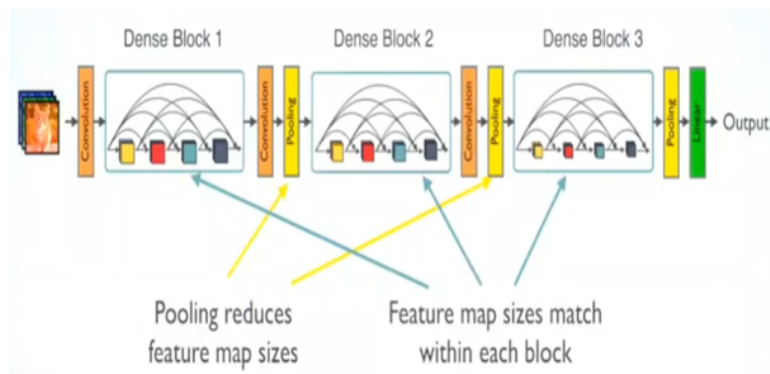 Dense Block 1
Dense Block 2
Dense Block 3
Convolution
Convolution
Pooling
Convolution
Pooling
Pooling
Linear
Output
Pooling reduces
feature map sizes
Feature map sizes match
within each block